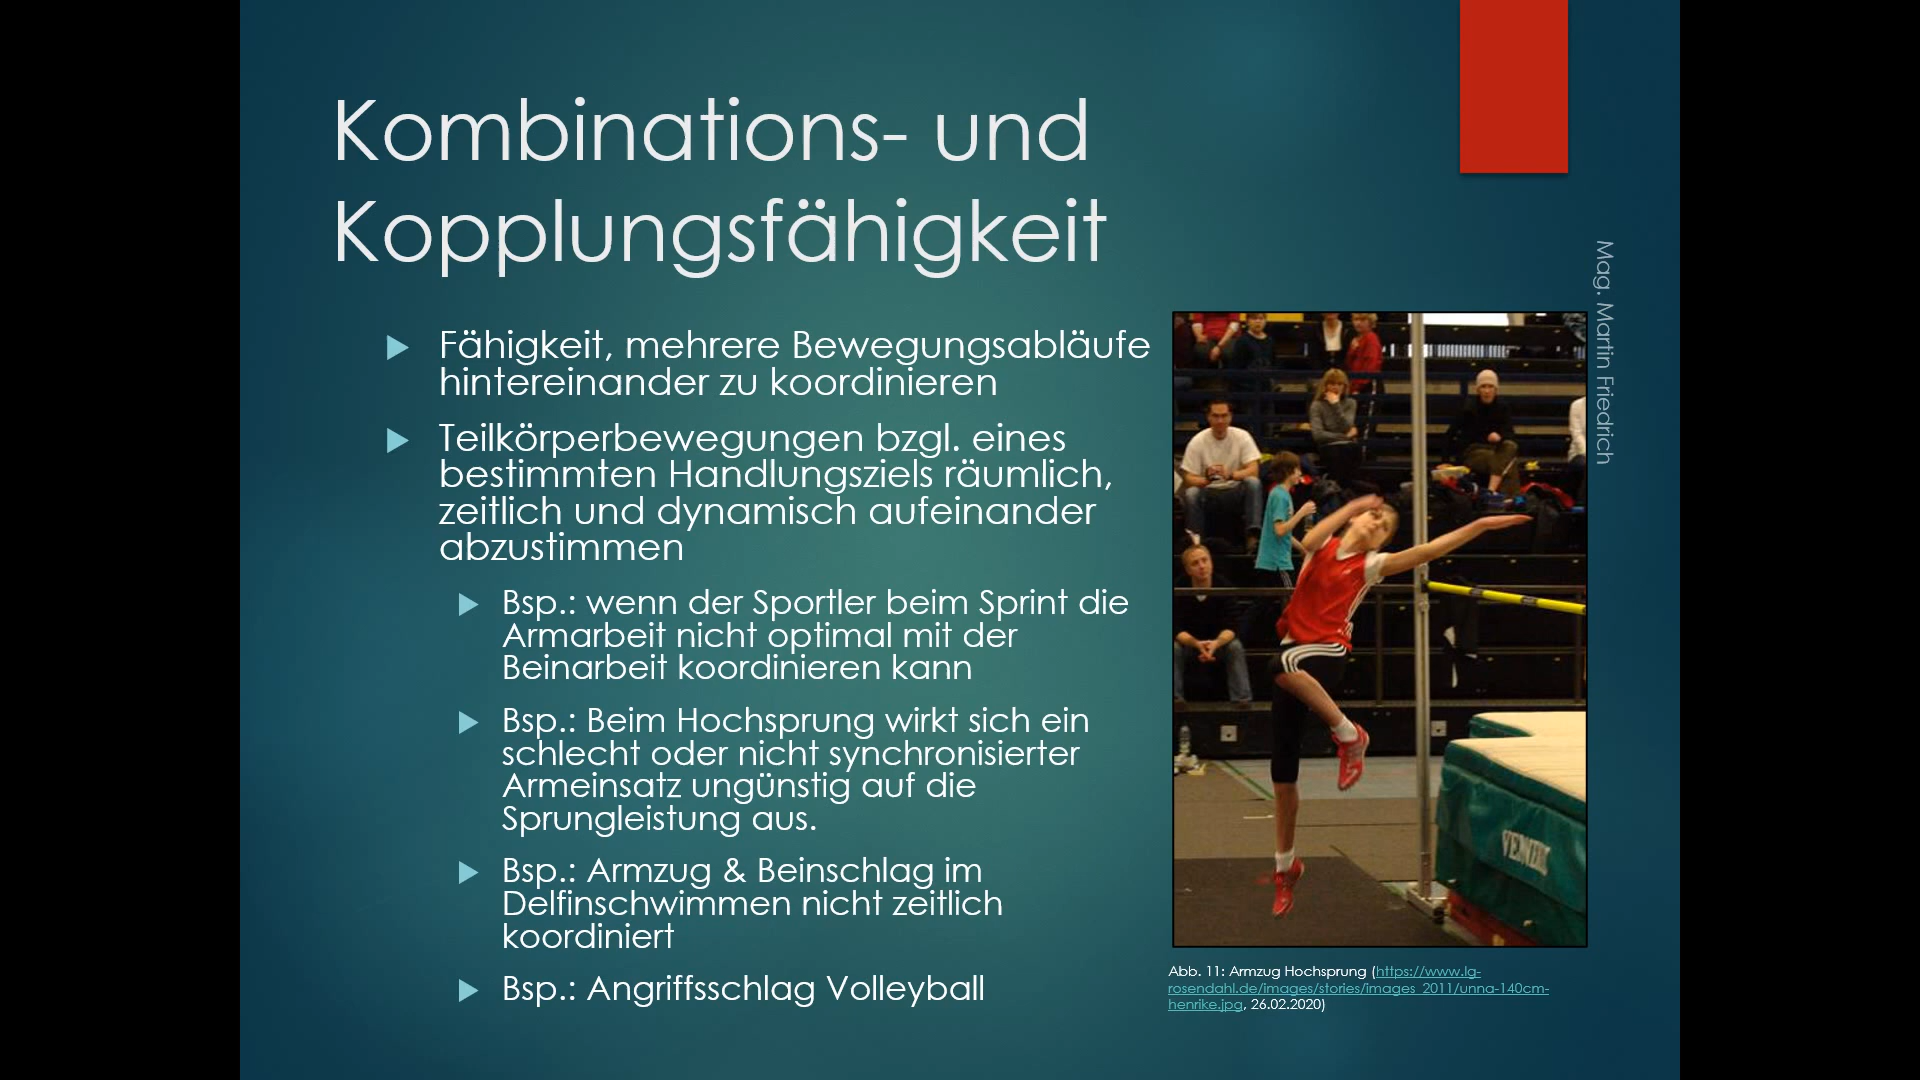 Kombinations- und
Kopplungsfähigkeit
Fähigkeit, mehrere Bewegungsabläufe
hintereinander zu koordinieren
Teilkörperbewegungen bzgl. eines
bestimmten Handlungsziels räumlich,
zeitlich und dynamisch aufeinander
abzustimmen
Bsp.: wenn der Sportler beim Sprint die
Armarbeit nicht optimal mit der
Beinarbeit koordinieren kann
Bsp.: Beim Hochsprung wirkt sich ein
schlecht oder nicht synchronisierter
Armeinsatz ungünstig auf die
Sprungleistung aus.
Bsp.: Armzug & Beinschlag im
Delfinschwimmen nicht zeitlich
koordiniert
Bsp.: Angriffsschlag Volleyball
Abb. 11: Armzug Hochsprung (https://www.lg-
rosendahl.de/images/stories/images_2011/unna-140cm-
henrike.jpg, 26.02.2020)
Mag. Martin Friedrich